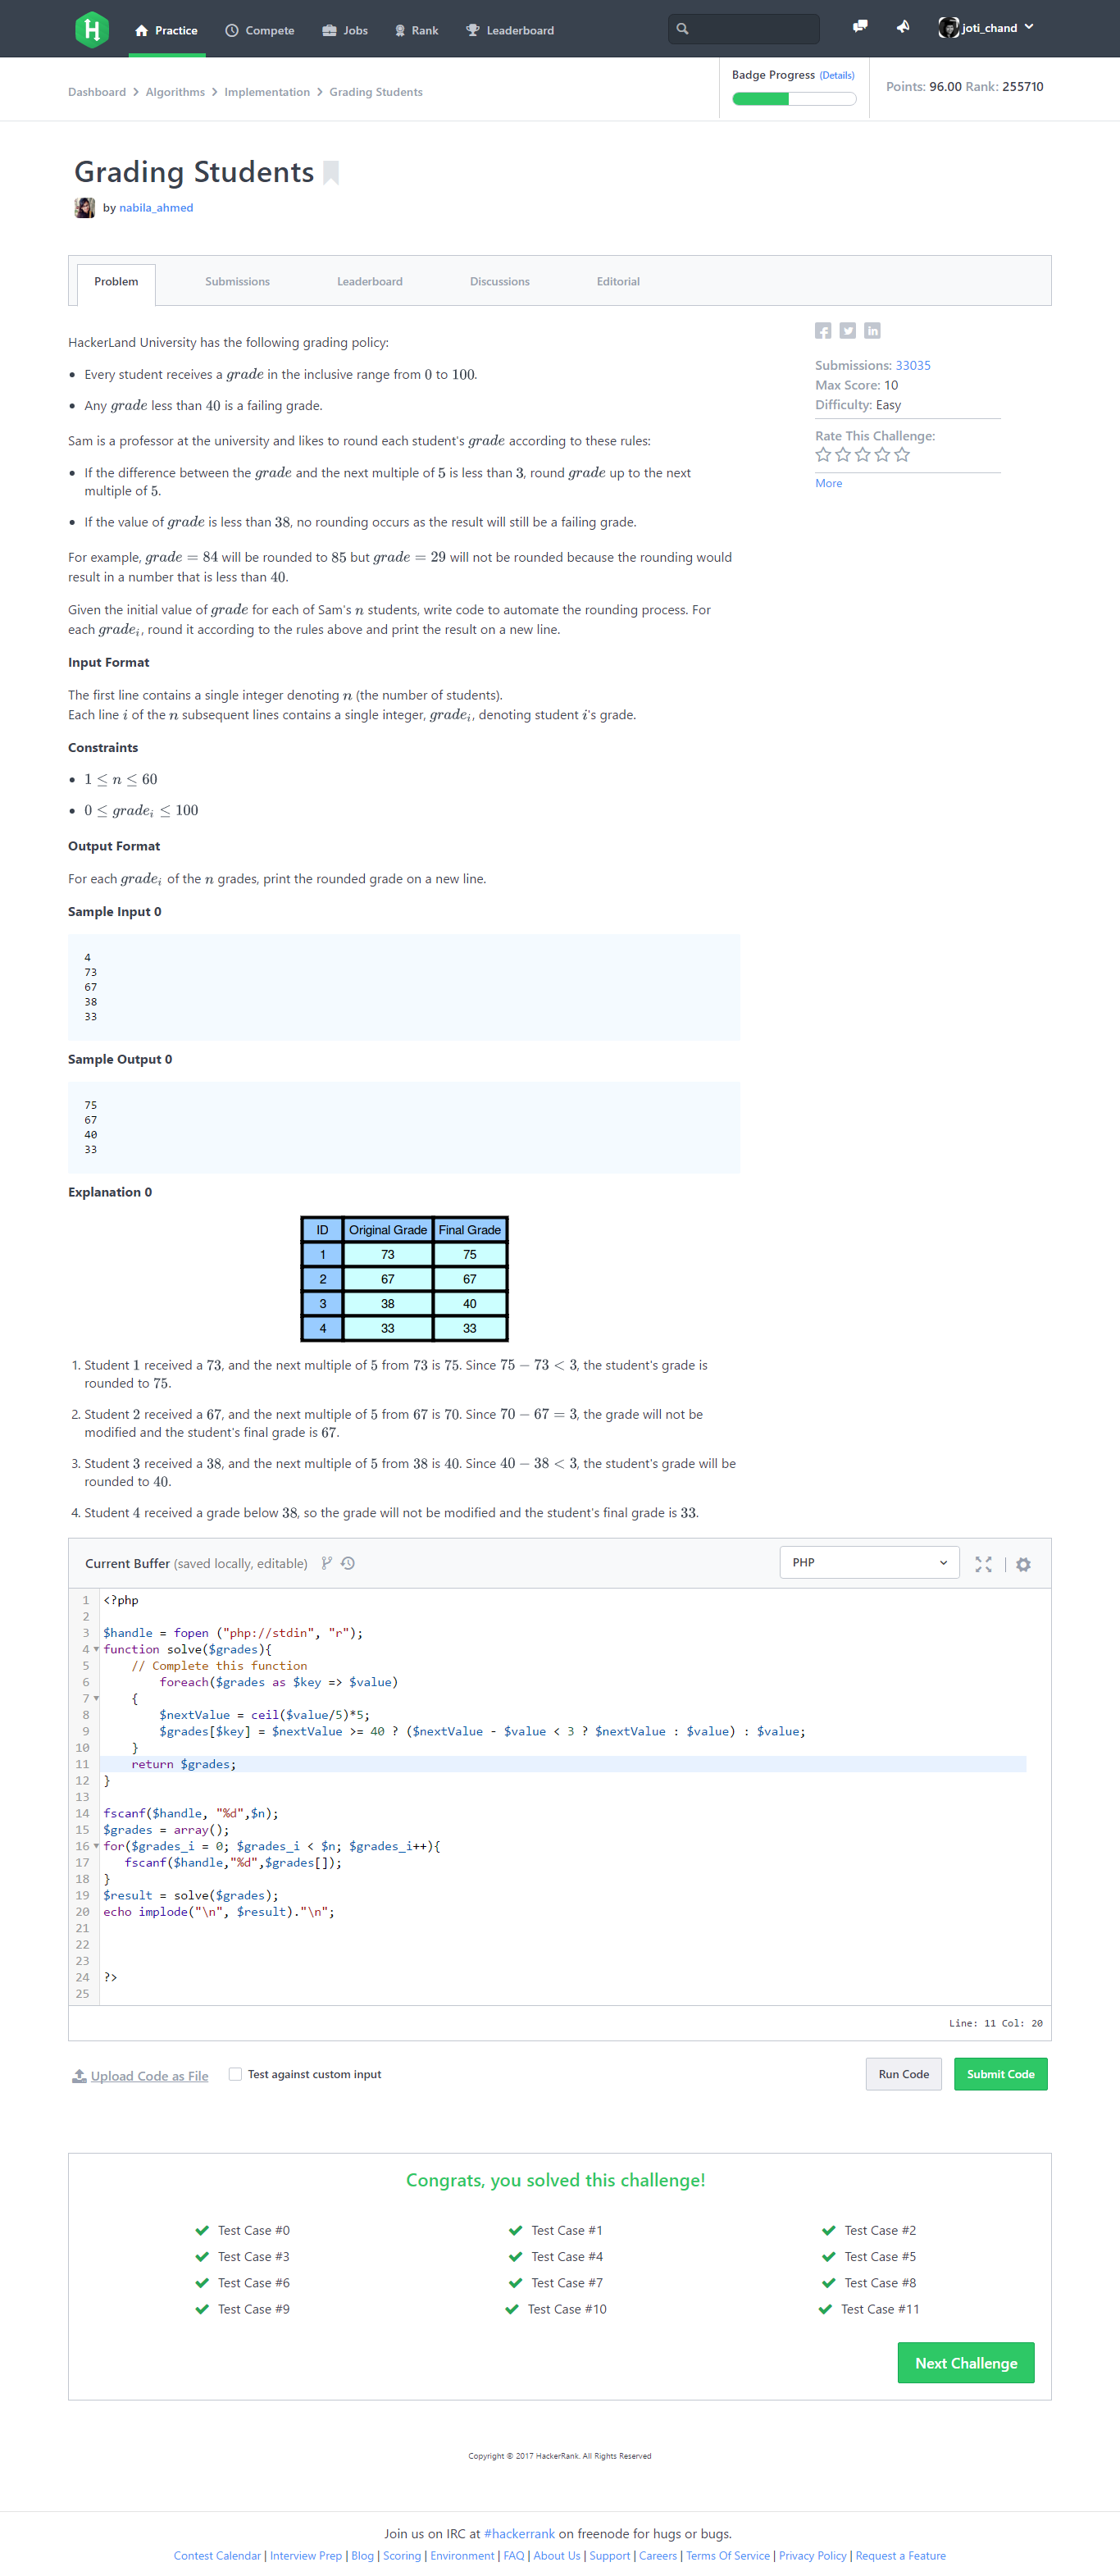 Practice Compete Jobs Rank Leaderboard joti_chand
Dashboard > Algorithms > Implementation > Grading Students
Badge Progress (Details)
Points: 96.00 Rank: 255710
Grading Students
by nabila_ahmed
Problem Submissions Leaderboard Discussions Editorial
HackerLand University has the following grading policy:
• Every student receives a grade in the inclusive range from 0 to 100.
• Any grade less than 40 is a failing grade.
Sam is a professor at the university and likes to round each student's grade according to these rules:
• If the difference between the grade and the next multiple of 5 is less than 3, round grade up to the next
multiple of 5.
• If the value of grade is less than 38, no rounding occurs as the result will still be a failing grade.
For example, grade = 84 will be rounded to 85 but grade = 29 will not be rounded because the rounding would
result in a number that is less than 40.
Given the initial value of grade for each of Sam's n students, write code to automate the rounding process. For
each grade_i, round it according to the rules above and print the result on a new line.
Input Format
The first line contains a single integer denoting n (the number of students).
Each line i of the n subsequent lines contains a single integer, grade_i, denoting student i's grade.
Constraints
• 1 ≤ n ≤ 60
• 0 ≤ grade_i ≤ 100
Output Format
For each grade_i of the n grades, print the rounded grade on a new line.
Sample Input 0
4
73
67
38
33
Sample Output 0
75
67
40
33
Explanation 0
ID Original Grade Final Grade
1 73 75
2 67 67
3 38 40
4 33 33
1. Student 1 received a 73, and the next multiple of 5 from 73 is 75. Since 75 − 73 < 3, the student's grade is
rounded to 75.
2. Student 2 received a 67, and the next multiple of 5 from 67 is 70. Since 70 − 67 = 3, the grade will not be
modified and the student's final grade is 67.
3. Student 3 received a 38, and the next multiple of 5 from 38 is 40. Since 40 − 38 < 3, the student's grade will be
rounded to 40.
4. Student 4 received a grade below 38, so the grade will not be modified and the student's final grade is 33.
Submissions: 33035
Max Score: 10
Difficulty: Easy
Rate This Challenge:
More
Current Buffer (saved locally, editable) PHP
1 <?php
2
3 $handle = fopen ("php://stdin", "r");
4 function solve($grades){
5     // Complete this function
6         foreach($grades as $key => $value)
7     {
8         $nextValue = ceil($value/5)*5;
9         $grades[$key] = $nextValue >= 40 ? ($nextValue - $value < 3 ? $nextValue : $value) : $value;
10     }
11     return $grades;
12 }
13
14 fscanf($handle, "%d",$n);
15 $grades = array();
16 for($grades_i = 0; $grades_i < $n; $grades_i++){
17    fscanf($handle,"%d",$grades[]);
18 }
19 $result = solve($grades);
20 echo implode("\n", $result)."\n";
21
22
23
24 ?>
25
Line: 11 Col: 20
Upload Code as File Test against custom input Run Code Submit Code
Congrats, you solved this challenge!
Test Case #0 Test Case #1 Test Case #2
Test Case #3 Test Case #4 Test Case #5
Test Case #6 Test Case #7 Test Case #8
Test Case #9 Test Case #10 Test Case #11
Next Challenge
Copyright © 2017 HackerRank. All Rights Reserved
Join us on IRC at #hackerrank on freenode for hugs or bugs.
Contest Calendar | Interview Prep | Blog | Scoring | Environment | FAQ | About Us | Support | Careers | Terms Of Service | Privacy Policy | Request a Feature